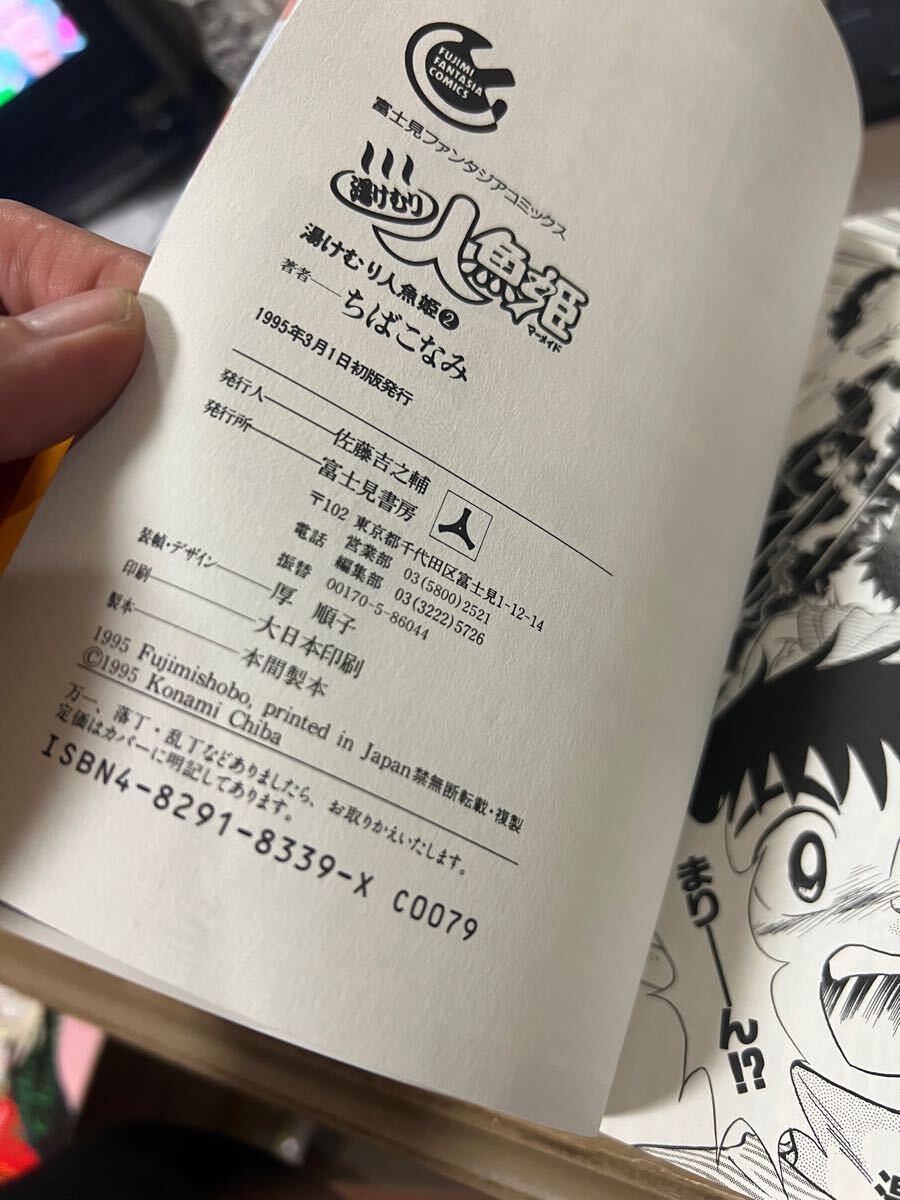 FUJIMI
FANTASIA
COMICS
富士見ファンタジアコミックス
湯けむり
人魚姫
マーメイド
湯けむり人魚姫❷
著者──ちばこなみ
1995年3月1日初版発行
発行人──佐藤吉之輔
発行所──富士見書房
〒102 東京都千代田区富士見1-12-14
電話 営業部 03(5800)2521
編集部 03(3222)5726
振替 00170-5-86044
装幀・デザイン──厚 順子
印刷──大日本印刷
製本──本間製本
1995 Fujimishobo, printed in Japan 禁無断転載・複製
©1995 Konami Chiba
万一、落丁・乱丁などありましたら、お取りかえいたします。
定価はカバーに明記してあります。
ISBN4-8291-8339-X C0079
まりーーん!?